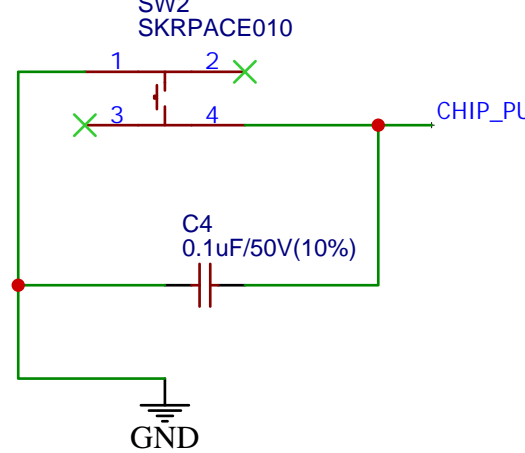 SW2
SKRPACE010
1 2
3 4
CHIP_PU
C4
0.1uF/50V(10%)
GND